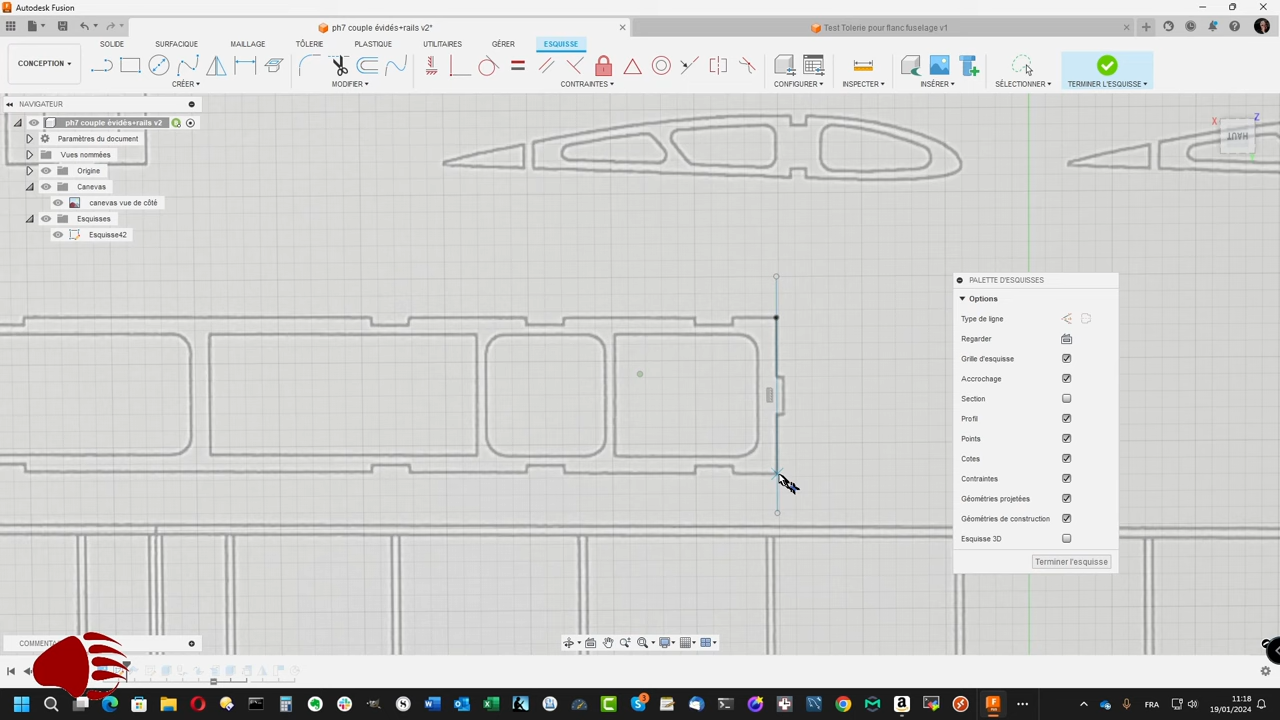 Autodesk Fusion
ph7 couple évidés+rails v2*
Test Tolerie pour flanc fuselage v1
SOLIDE
SURFACIQUE
MAILLAGE
TÔLERIE
PLASTIQUE
UTILITAIRES
GÉRER
ESQUISSE
CONCEPTION
CRÉER
MODIFIER
CONTRAINTES
CONFIGURER
INSPECTER
INSÉRER
SÉLECTIONNER
TERMINER L'ESQUISSE
NAVIGATEUR
ph7 couple évidés+rails v2
Paramètres du document
Vues nommées
Origine
Canevas
canevas vue de côté
Esquisses
Esquisse42
X
Z
HAUT
PALETTE D'ESQUISSES
Options
Type de ligne
Regarder
Grille d'esquisse
Accrochage
Section
Profil
Points
Cotes
Contraintes
Géométries projetées
Géométries de construction
Esquisse 3D
Terminer l'esquisse
FRA
11:18
19/01/2024